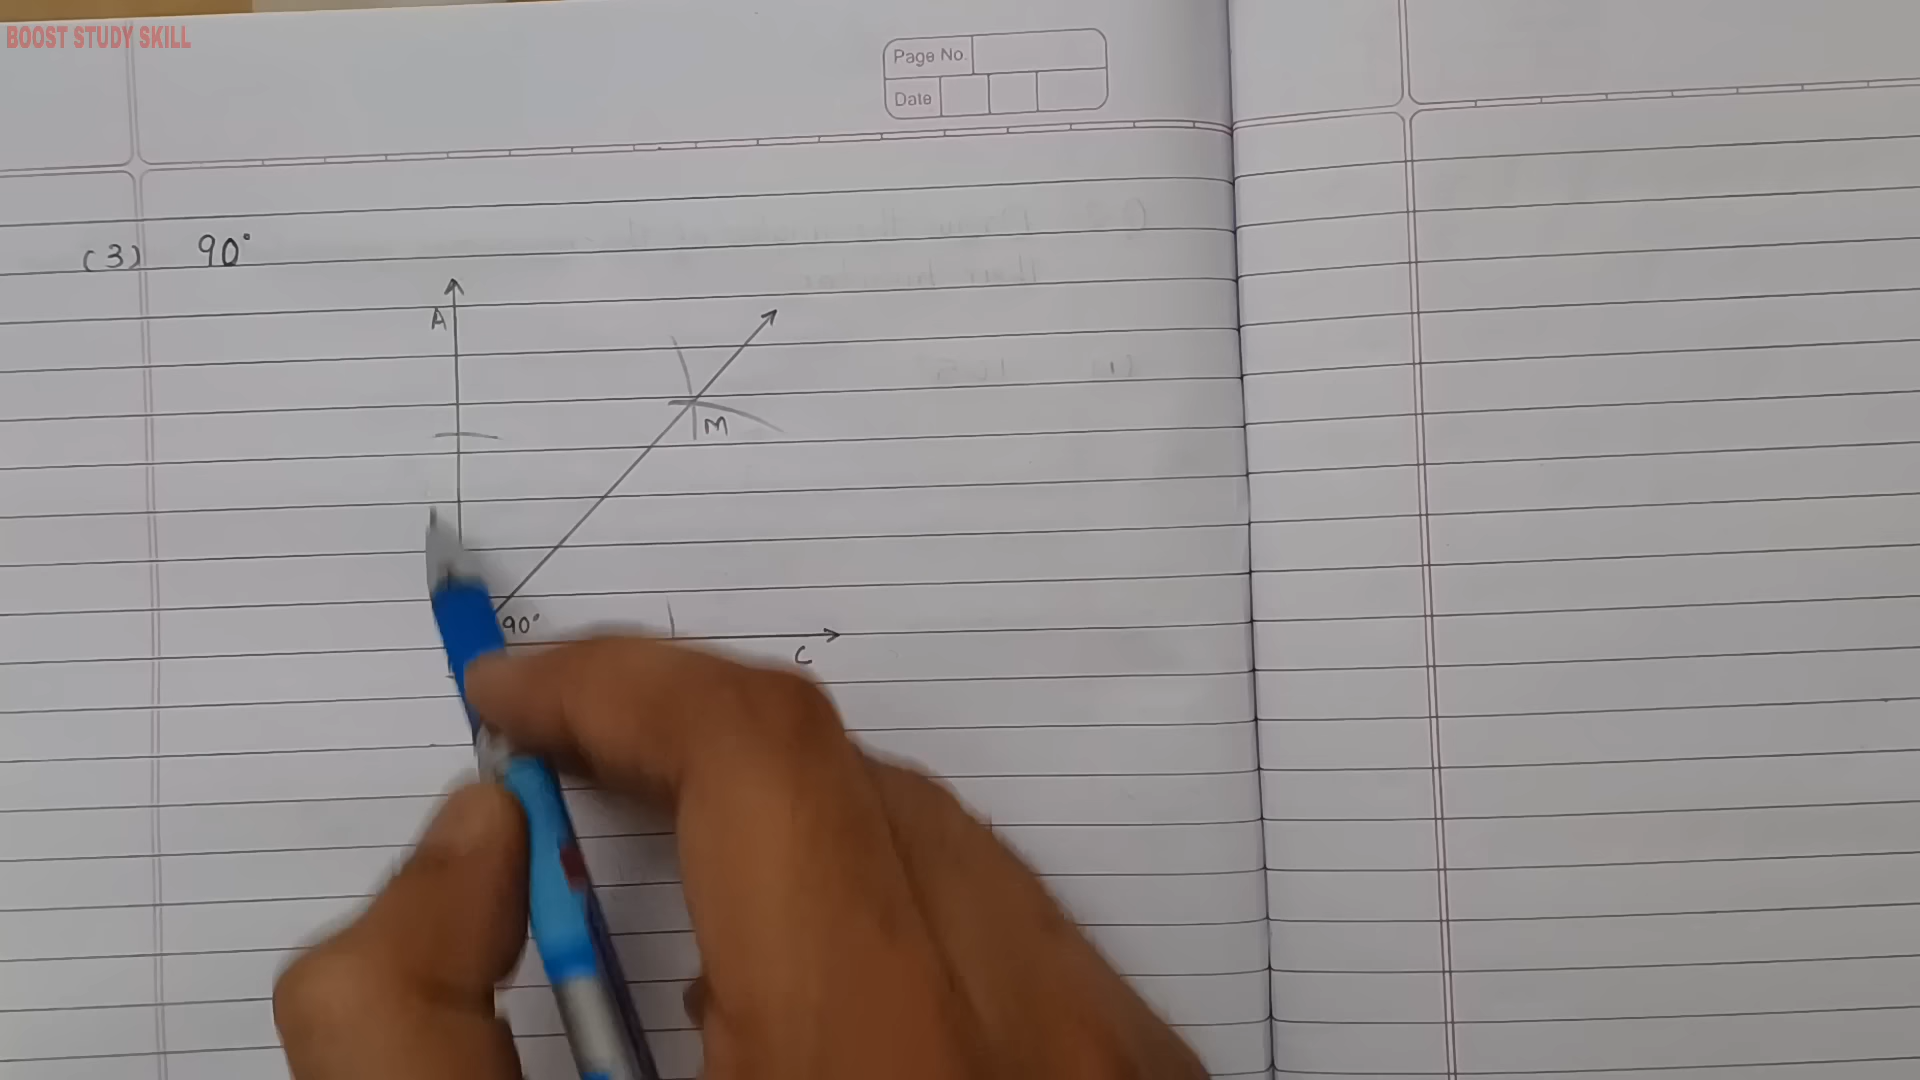 BOOST STUDY SKILL
Page No.
Date
(3) 90°
A
M
90°
C